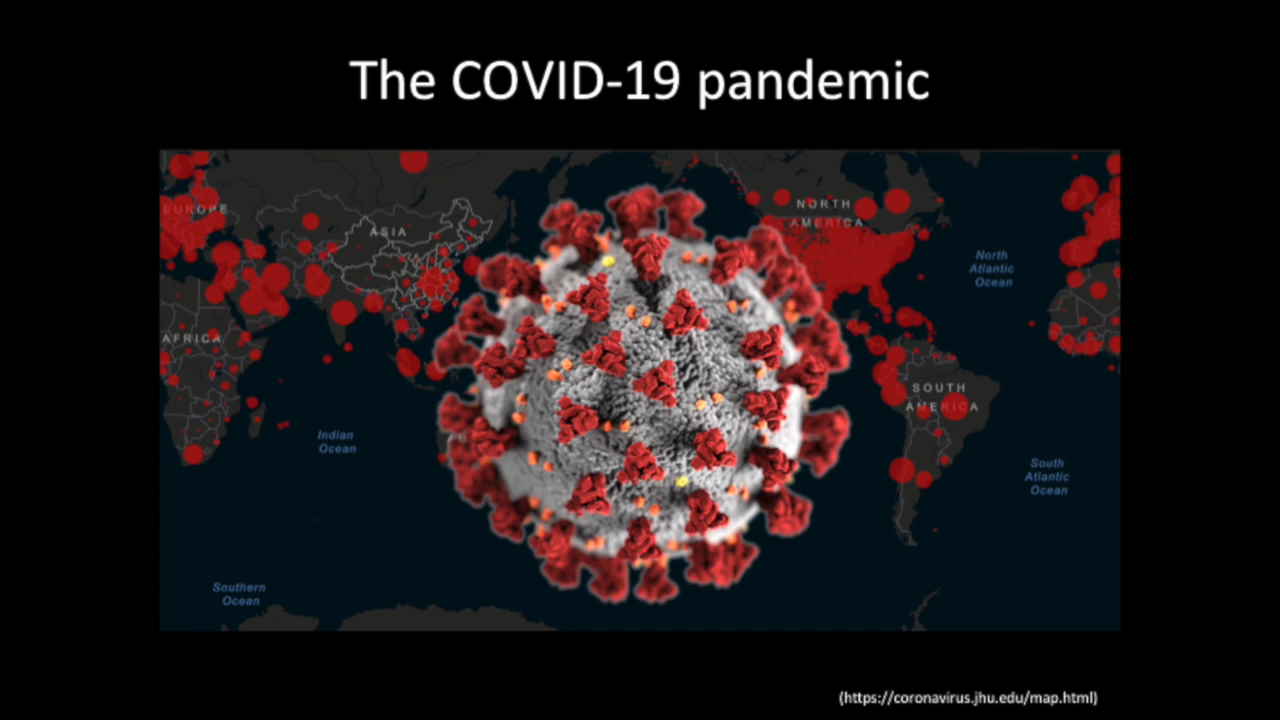 The COVID-19 pandemic
EUROPE
ASIA
AFRICA
Indian
Ocean
Southern
Ocean
NORTH
AMERICA
North
Atlantic
Ocean
SOUTH
AMERICA
South
Atlantic
Ocean
(https://coronavirus.jhu.edu/map.html)